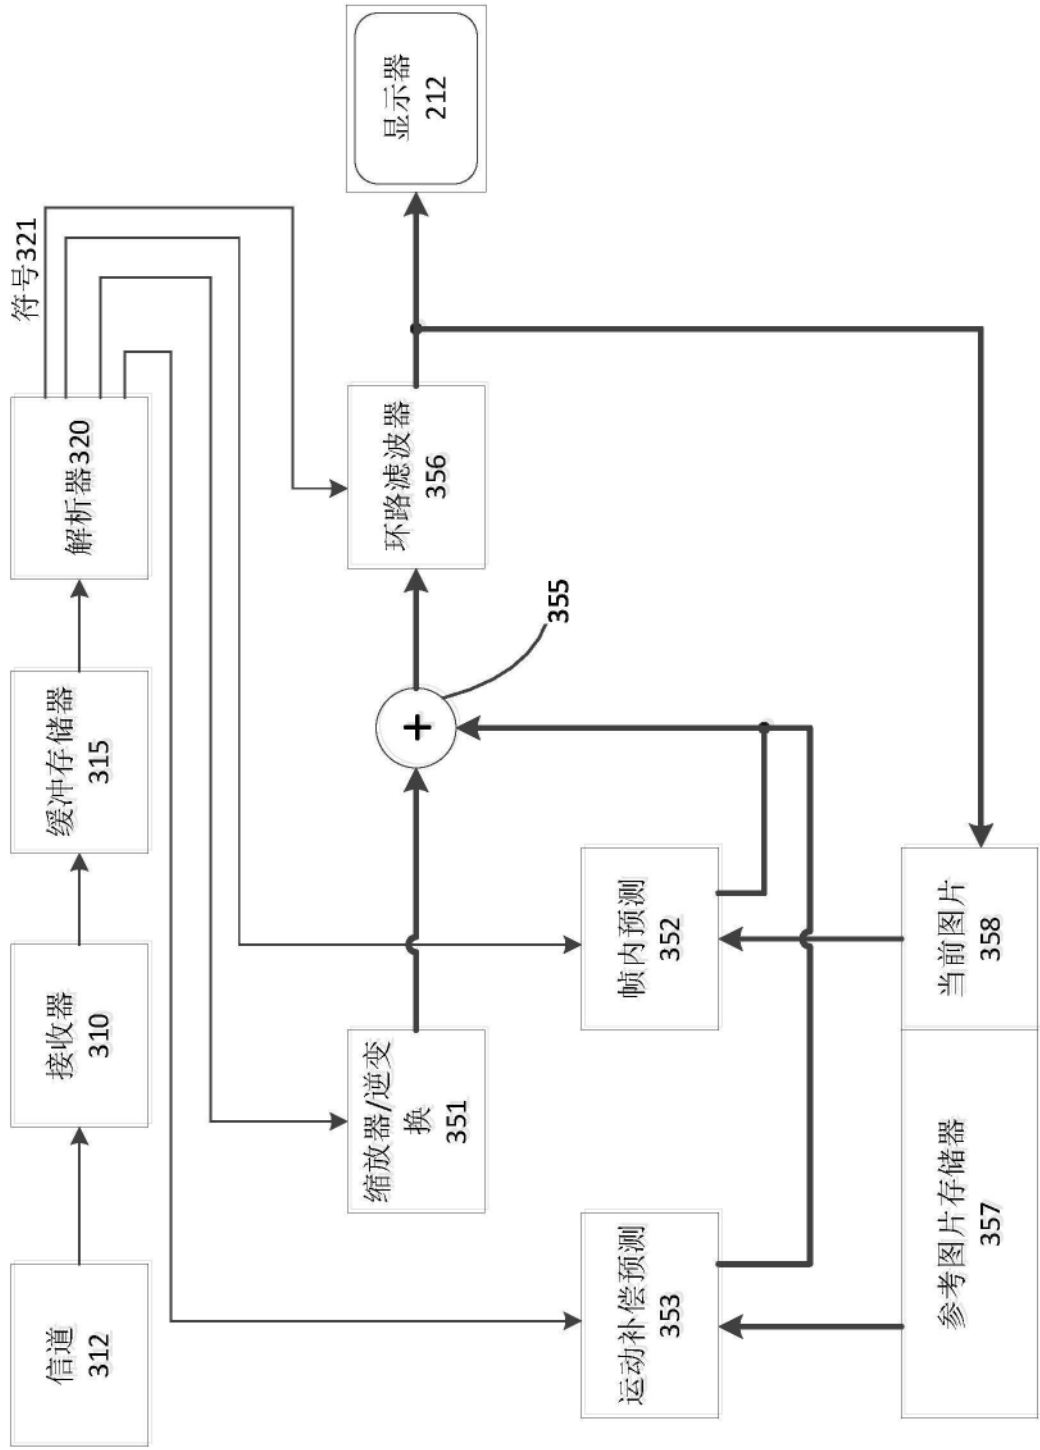 信道
312
接收器
310
缓冲存储器
315
解析器320
符号321
缩放器/逆变
换
351
+
355
环路滤波器
356
显示器
212
运动补偿预测
353
帧内预测
352
参考图片存储器
357
当前图片
358